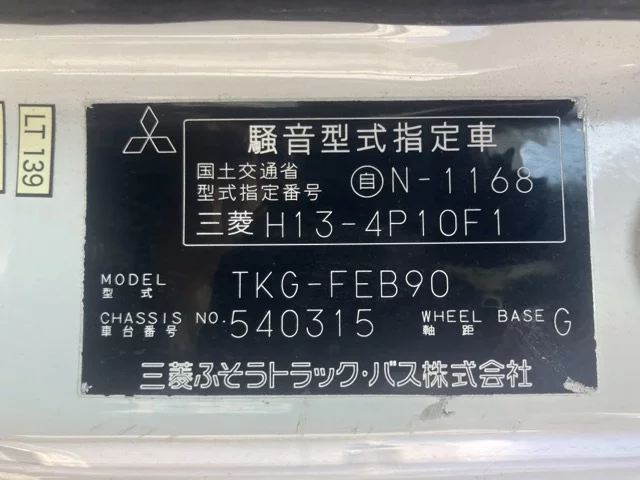 LT139
騒音型式指定車
国土交通省
型式指定番号 自 N-1168
三菱 H13-4P10F1
MODEL
型式 TKG-FEB90
CHASSIS NO.
車台番号 540315
WHEEL BASE
軸距 G
三菱ふそうトラック・バス株式会社